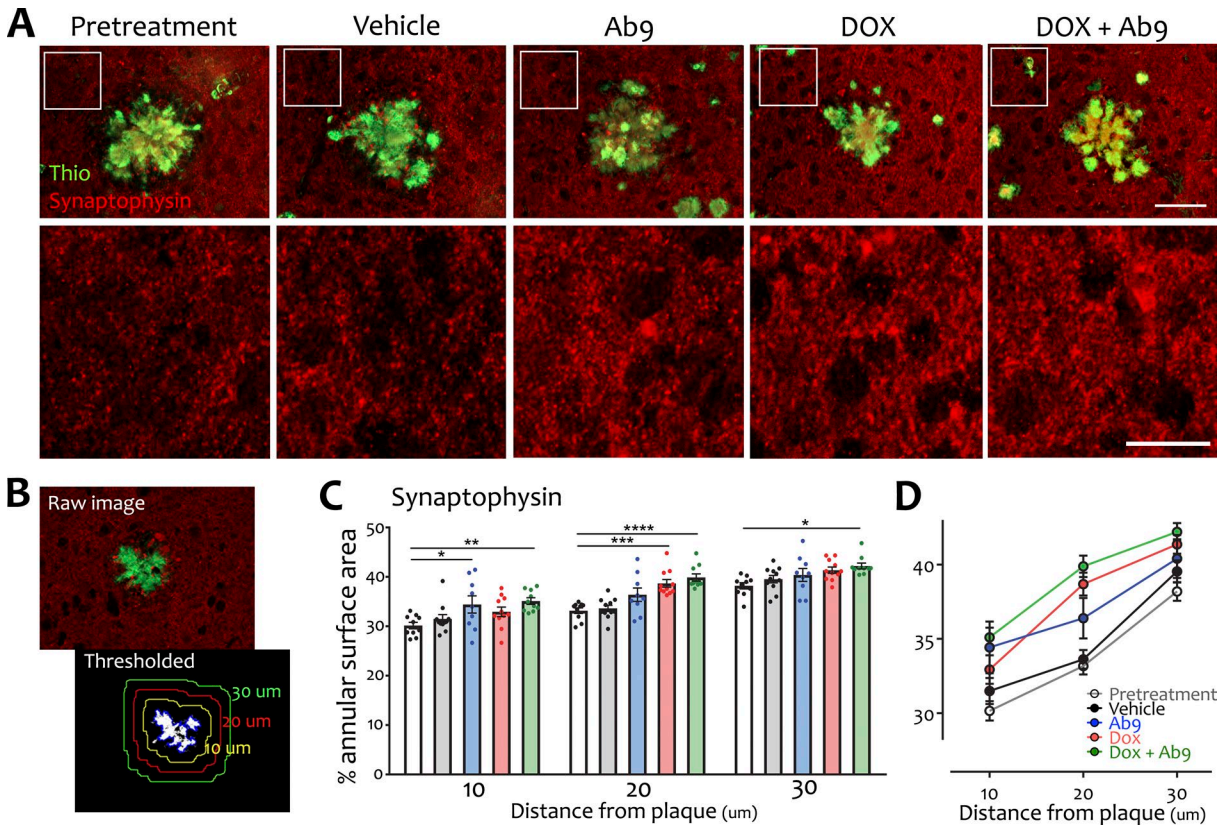 A
Pretreatment
Vehicle
Ab9
DOX
DOX + Ab9
Thio
Synaptophysin
B
Raw image
Thresholded
30 um
20 um
10 um
C
Synaptophysin
% annular surface area
50
40
30
20
10
0
*
**
***
****
*
10
20
30
Distance from plaque (um)
D
40
35
30
Pretreatment
Vehicle
Ab9
Dox
Dox + Ab9
10
20
30
Distance from plaque (um)